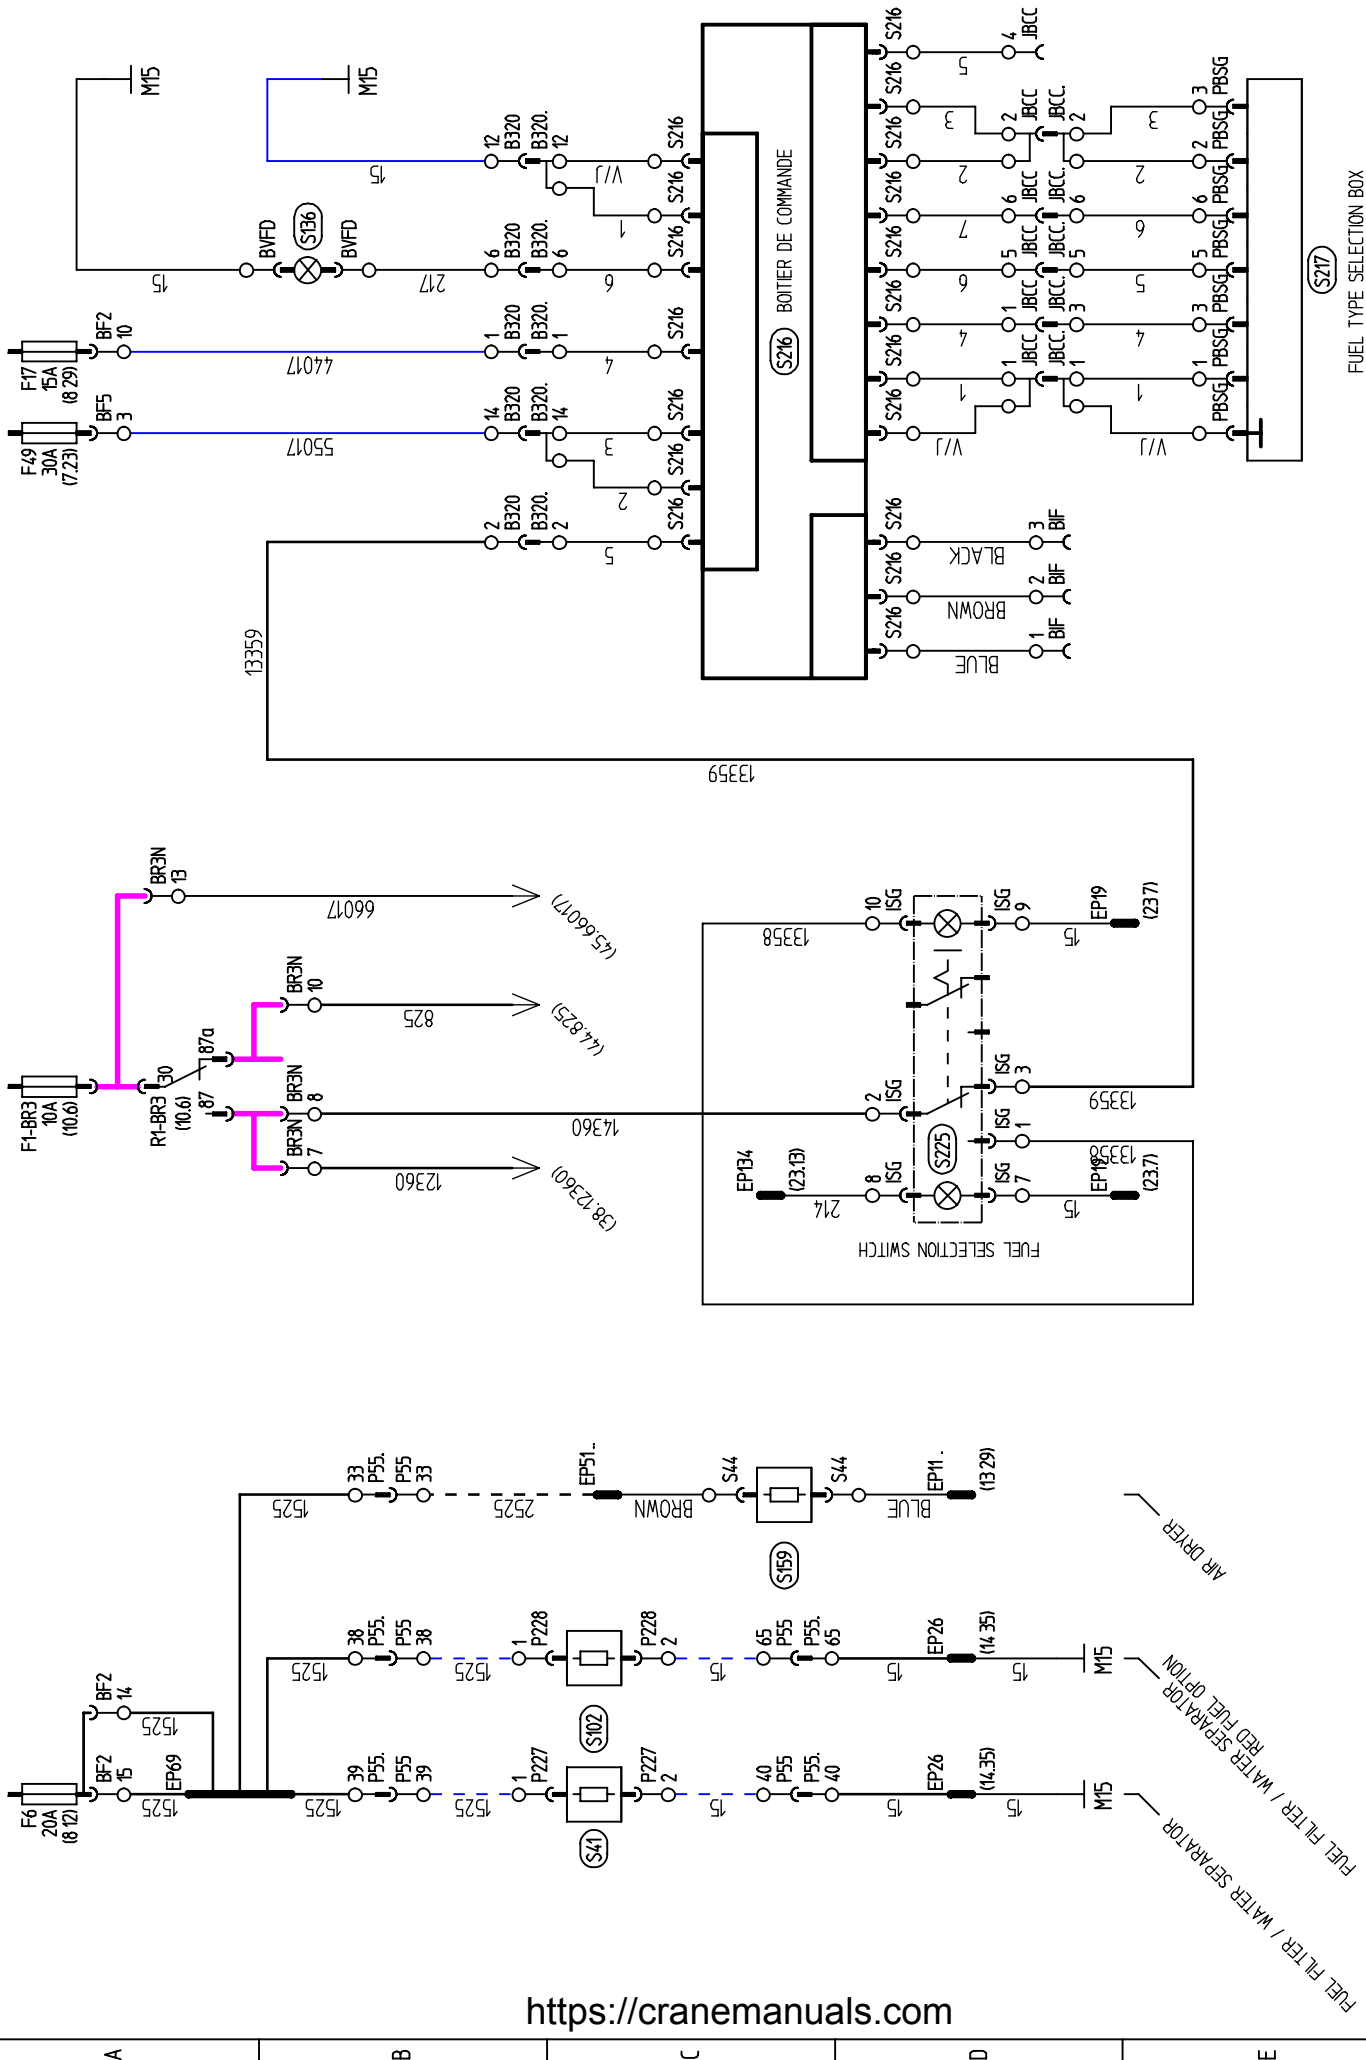 F49
30A
(7.23)
BF5
3
F17
15A
(8 29)
BF2
10
M15
M15
15
15
BVFD
S136
BVFD
217
44017
55017
2
B320
B320.
2
14
B320
B320.
14
1
B320
B320.
1
6
B320
B320.
6
12
B320
B320.
12
5
2
3
4
6
1
V/J
S216
S216
S216
S216
S216
S216
S216
13359
S216
BOITIER DE COMMANDE
S216
S216
S216
S216
S216
S216
S216
S216
S216
S216
S216
BLUE
BROWN
BLACK
1
BIF
2
BIF
3
BIF
V/J
1
4
6
7
2
3
5
1
JBCC
JBCC.
1
1
JBCC
JBCC.
3
5
JBCC
JBCC.
5
6
JBCC
JBCC.
6
2
JBCC
JBCC.
2
4
JBCC
V/J
1
4
5
6
2
3
1
PBSG
3
PBSG
5
PBSG
6
PBSG
2
PBSG
3
PBSG
S217
FUEL TYPE SELECTION BOX
F1-BR3
10A
(10.6)
R1-BR3
(10.6)
30
87
87a
BR3N
13
BR3N
10
BR3N
8
BR3N
7
66017
(45.66017)
825
(44.825)
14360
12360
(38.12360)
13359
13358
10
ISG
ISG
9
15
EP19
(237)
2
ISG
ISG
3
13359
ISG
1
13358
S225
EP134
(23.13)
214
8
ISG
ISG
7
15
EP19
(23.7)
FUEL SELECTION SWITCH
F6
20A
(8 12)
BF2
15
BF2
14
1525
1525
EP69
1525
33
P55.
P55
33
2525
EP51..
BROWN
S44
S159
S44
BLUE
EP11 .
(13 29)
AIR DRYER
1525
38
P55.
P55
38
1525
1
P228
S102
P228
2
15
65
P55
P55.
65
15
EP26
(14 35)
15
M15
FUEL FILTER / WATER SEPARATOR
RED FUEL OPTION
1525
39
P55.
P55
39
1525
1
P227
S41
P227
2
15
40
P55
P55.
40
15
EP26
(14.35)
15
M15
FUEL FILTER / WATER SEPARATOR
https://cranemanuals.com
A
B
C
D
E